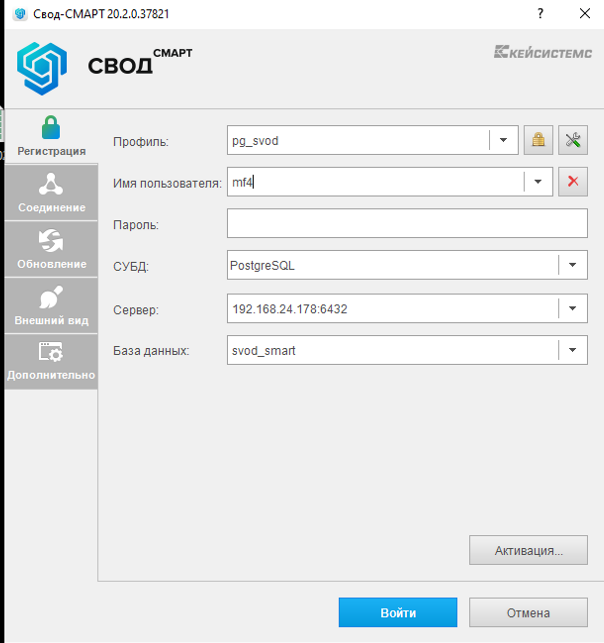 Свод-СМАРТ 20.2.0.37821 ?
СВОД СМАРТ
КЕЙСИСТЕМС
Регистрация
Соединение
Обновление
Внешний вид
Дополнительно
Профиль: pg_svod
Имя пользователя: mf4
Пароль:
СУБД: PostgreSQL
Сервер: 192.168.24.178:6432
База данных: svod_smart
Активация...
Войти Отмена